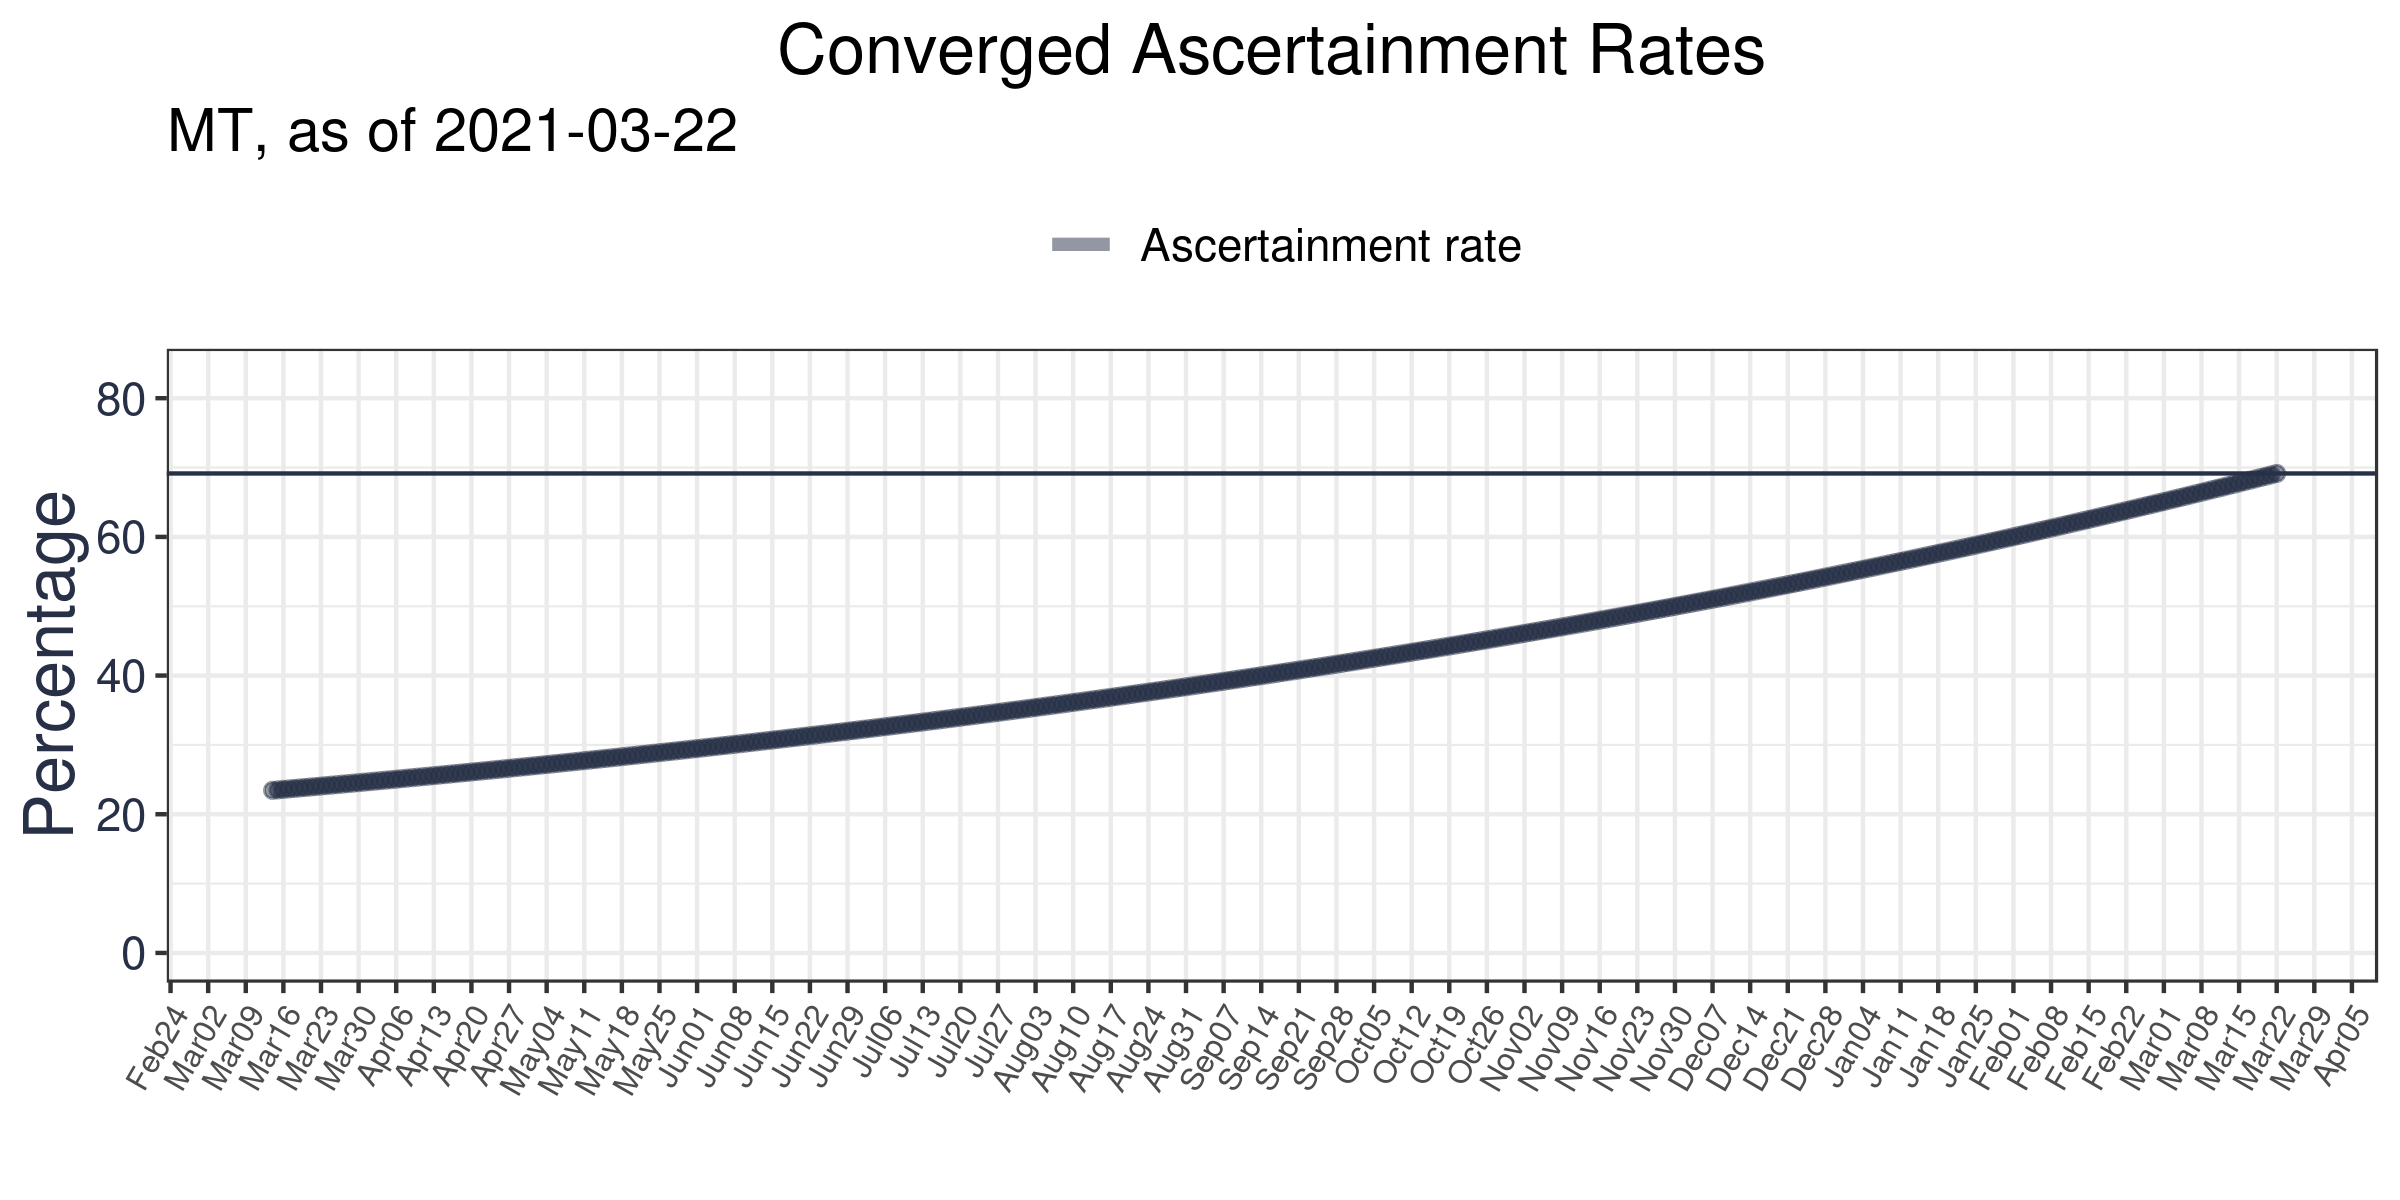 Converged Ascertainment Rates
MT, as of 2021-03-22
Ascertainment rate
Percentage
80
60
40
20
0
Feb24 Mar02 Mar09 Mar16 Mar23 Mar30 Apr06 Apr13 Apr20 Apr27 May04 May11 May18 May25 Jun01 Jun08 Jun15 Jun22 Jun29 Jul06 Jul13 Jul20 Jul27 Aug03 Aug10 Aug17 Aug24 Aug31 Sep07 Sep14 Sep21 Sep28 Oct05 Oct12 Oct19 Oct26 Nov02 Nov09 Nov16 Nov23 Nov30 Dec07 Dec14 Dec21 Dec28 Jan04 Jan11 Jan18 Jan25 Feb01 Feb08 Feb15 Feb22 Mar01 Mar08 Mar15 Mar22 Mar29 Apr05